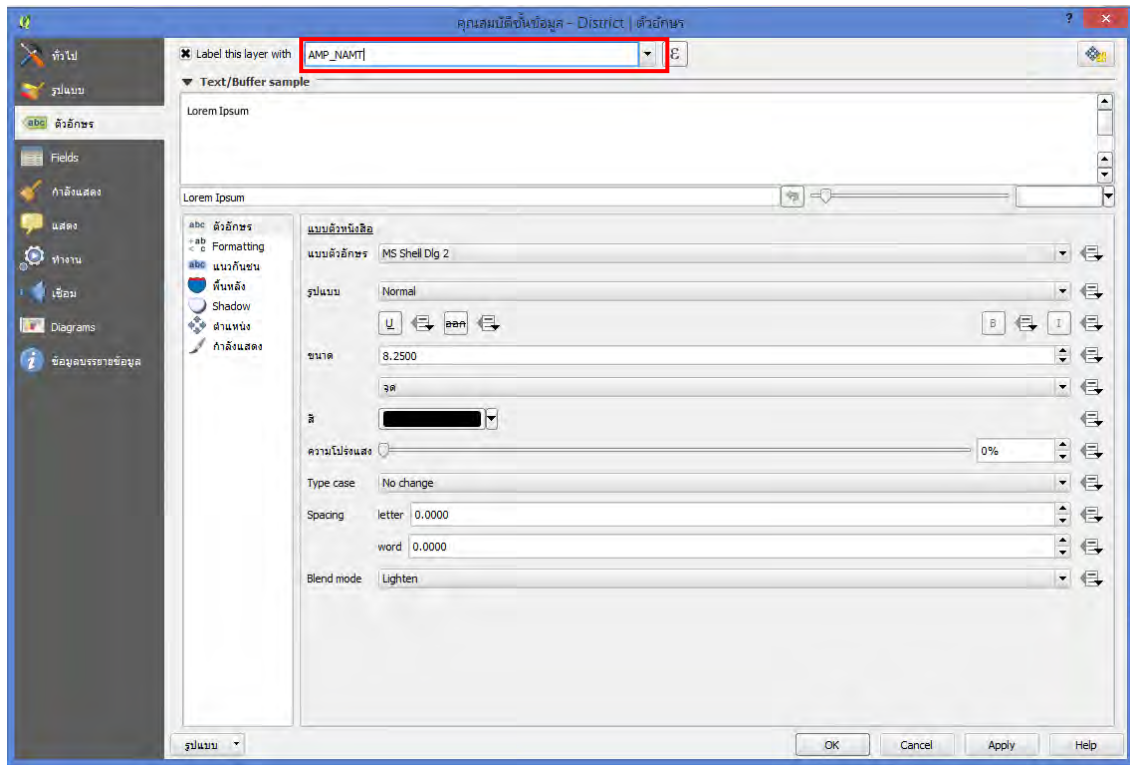 คุณสมบัติชั้นข้อมูล - District | ตัวอักษร
?
ทั่วไป
รูปแบบ
abc ตัวอักษร
Fields
กำลังแสดง
แสดง
ทำงาน
เชื่อม
Diagrams
ข้อมูลบรรยายข้อมูล
Label this layer with AMP_NAMT ε
Text/Buffer sample
Lorem Ipsum
Lorem Ipsum
abc ตัวอักษร
Formatting
abc แนวกันชน
พื้นหลัง
Shadow
ตำแหน่ง
กำลังแสดง
แบบตัวหนังสือ
แบบตัวอักษร MS Shell Dlg 2
รูปแบบ Normal
U ออก B I
ขนาด 8.2500
จุด
สี
ความโปร่งแสง 0%
Type case No change
Spacing letter 0.0000
word 0.0000
Blend mode Lighten
รูปแบบ OK Cancel Apply Help